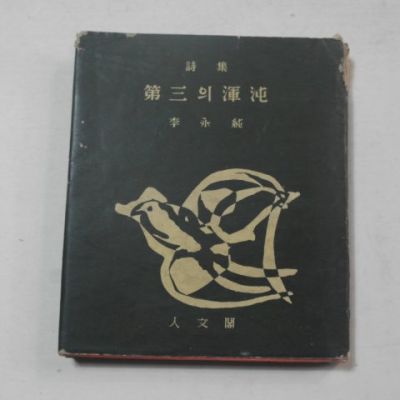 詩集
第三의渾沌
李永純
人文閣